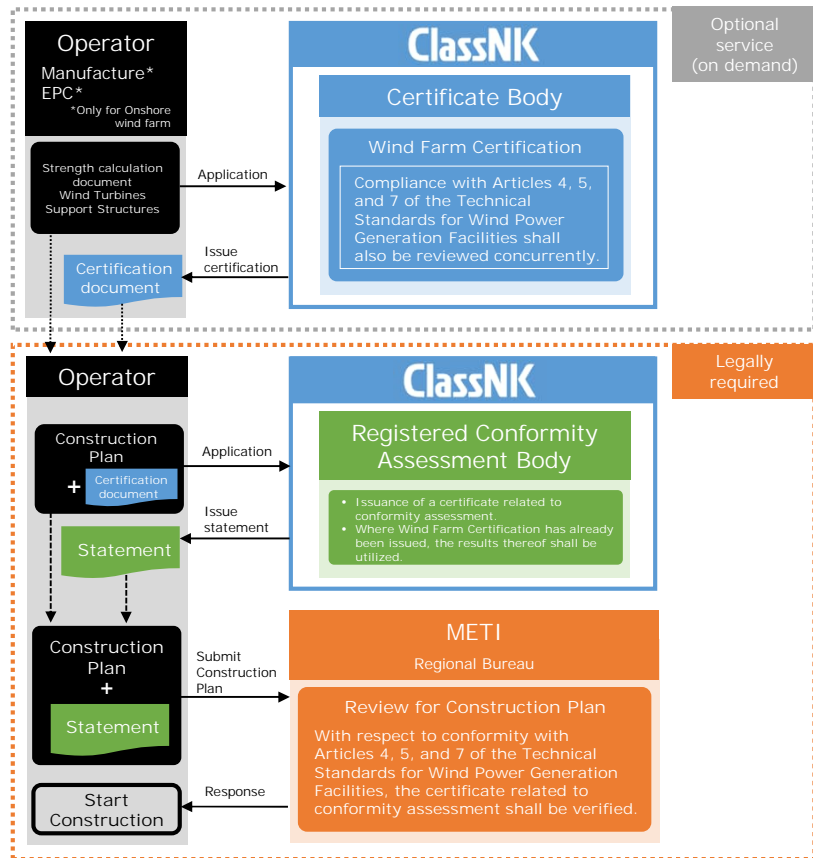 Operator
Manufacture*
EPC*
*Only for Onshore
wind farm
Optional
service
(on demand)
ClassNK
Certificate Body
Wind Farm Certification
Compliance with Articles 4, 5,
and 7 of the Technical
Standards for Wind Power
Generation Facilities shall
also be reviewed concurrently.
Strength calculation
document
Wind Turbines
Support Structures
Application
Issue
certification
Certification
document
Operator
Legally
required
ClassNK
Registered Conformity
Assessment Body
Construction
Plan
+
Certification
document
Application
• Issuance of a certificate related to
conformity assessment.
• Where Wind Farm Certification has already
been issued, the results thereof shall be
utilized.
Issue
statement
Statement
METI
Regional Bureau
Construction
Plan
+
Statement
Submit
Construction
Plan
Review for Construction Plan
With respect to conformity with
Articles 4, 5, and 7 of the Technical
Standards for Wind Power Generation
Facilities, the certificate related to
conformity assessment shall be verified.
Response
Start
Construction